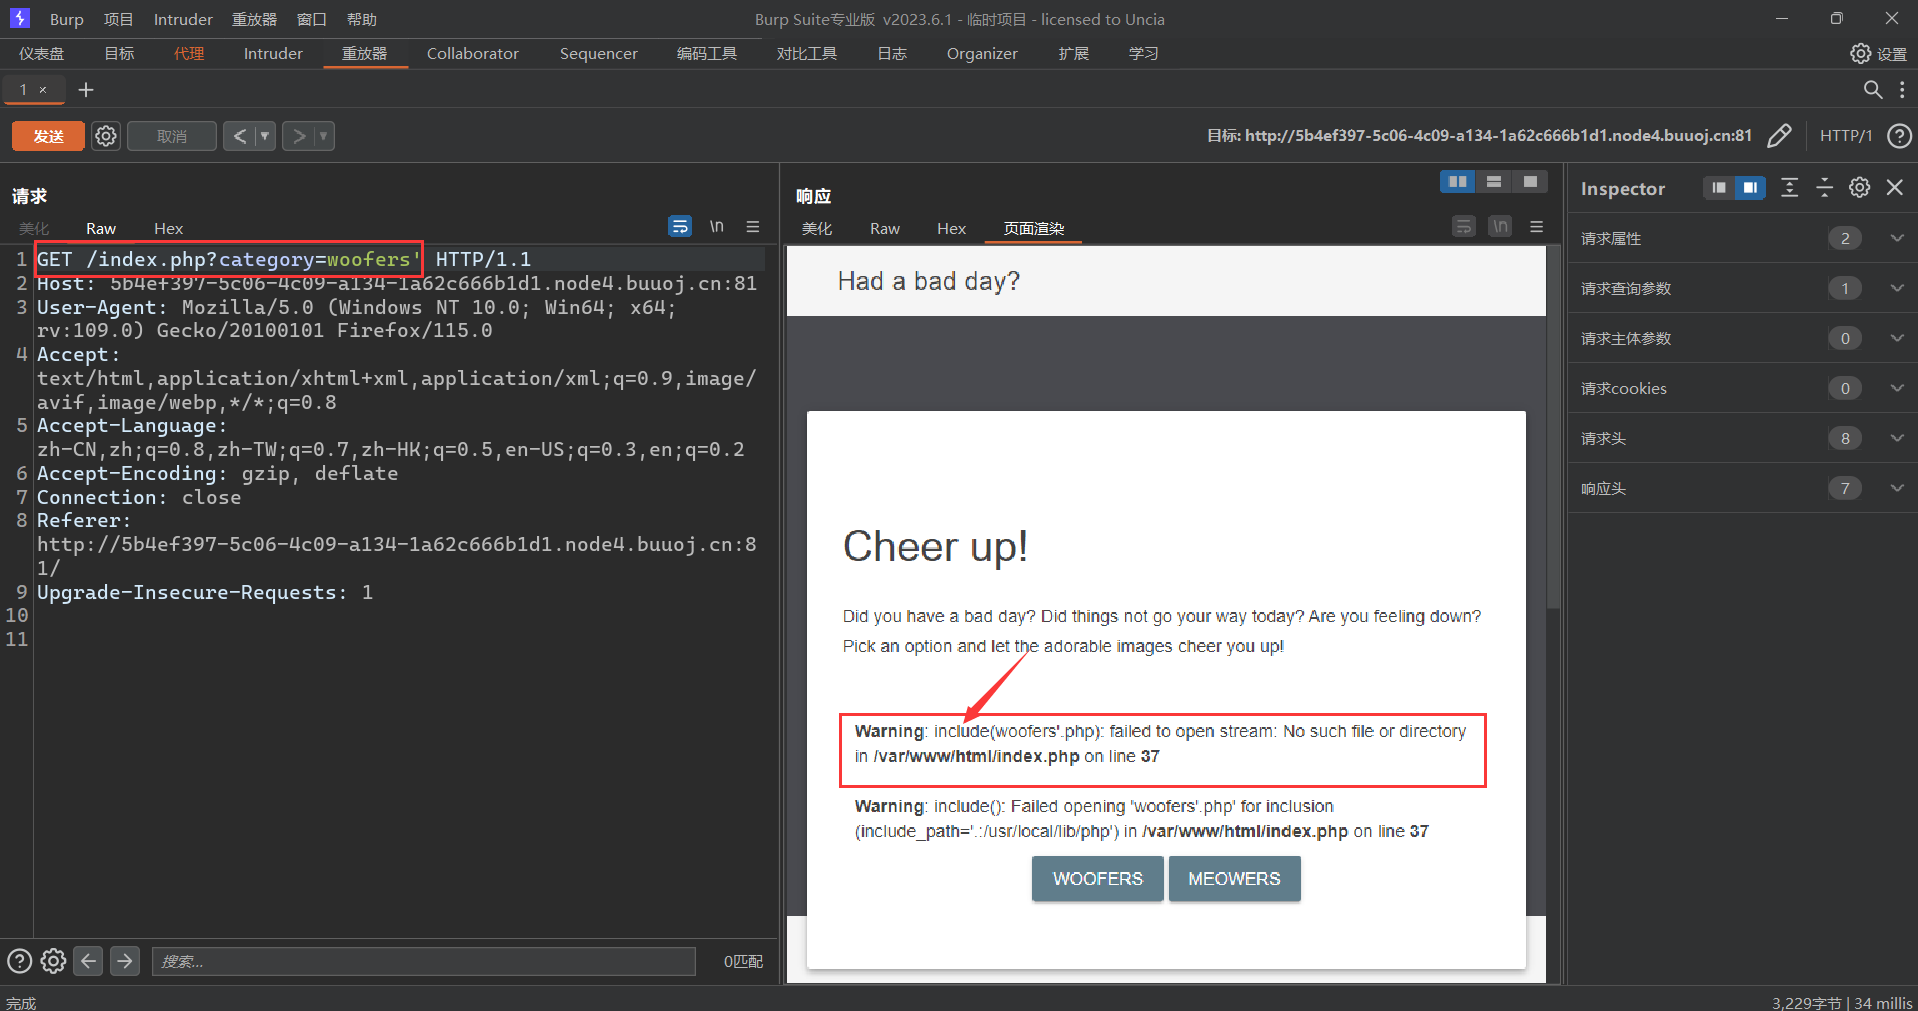 Burp 项目 Intruder 重放器 窗口 帮助 Burp Suite专业版 v2023.6.1 - 临时项目 - licensed to Uncia
仪表盘 目标 代理 Intruder 重放器 Collaborator Sequencer 编码工具 对比工具 日志 Organizer 扩展 学习 设置
1 × +
发送 取消 < > 目标: http://5b4ef397-5c06-4c09-a134-1a62c666b1d1.node4.buuoj.cn:81 HTTP/1 ?
请求
美化 Raw Hex \n
1 GET /index.php?category=woofers' HTTP/1.1
2 Host: 5b4ef397-5c06-4c09-a134-1a62c666b1d1.node4.buuoj.cn:81
3 User-Agent: Mozilla/5.0 (Windows NT 10.0; Win64; x64;
rv:109.0) Gecko/20100101 Firefox/115.0
4 Accept:
text/html,application/xhtml+xml,application/xml;q=0.9,image/
avif,image/webp,*/*;q=0.8
5 Accept-Language:
zh-CN,zh;q=0.8,zh-TW;q=0.7,zh-HK;q=0.5,en-US;q=0.3,en;q=0.2
6 Accept-Encoding: gzip, deflate
7 Connection: close
8 Referer:
http://5b4ef397-5c06-4c09-a134-1a62c666b1d1.node4.buuoj.cn:8
1/
9 Upgrade-Insecure-Requests: 1
10
11
? 搜索... 0匹配
响应
美化 Raw Hex 页面渲染 \n
Had a bad day?
Cheer up!
Did you have a bad day? Did things not go your way today? Are you feeling down?
Pick an option and let the adorable images cheer you up!
Warning: include(woofers'.php): failed to open stream: No such file or directory
in /var/www/html/index.php on line 37
Warning: include(): Failed opening 'woofers'.php' for inclusion
(include_path='.:/usr/local/lib/php') in /var/www/html/index.php on line 37
WOOFERS MEOWERS
Inspector
请求属性 2
请求查询参数 1
请求主体参数 0
请求cookies 0
请求头 8
响应头 7
完成 3,229字节 | 34 millis